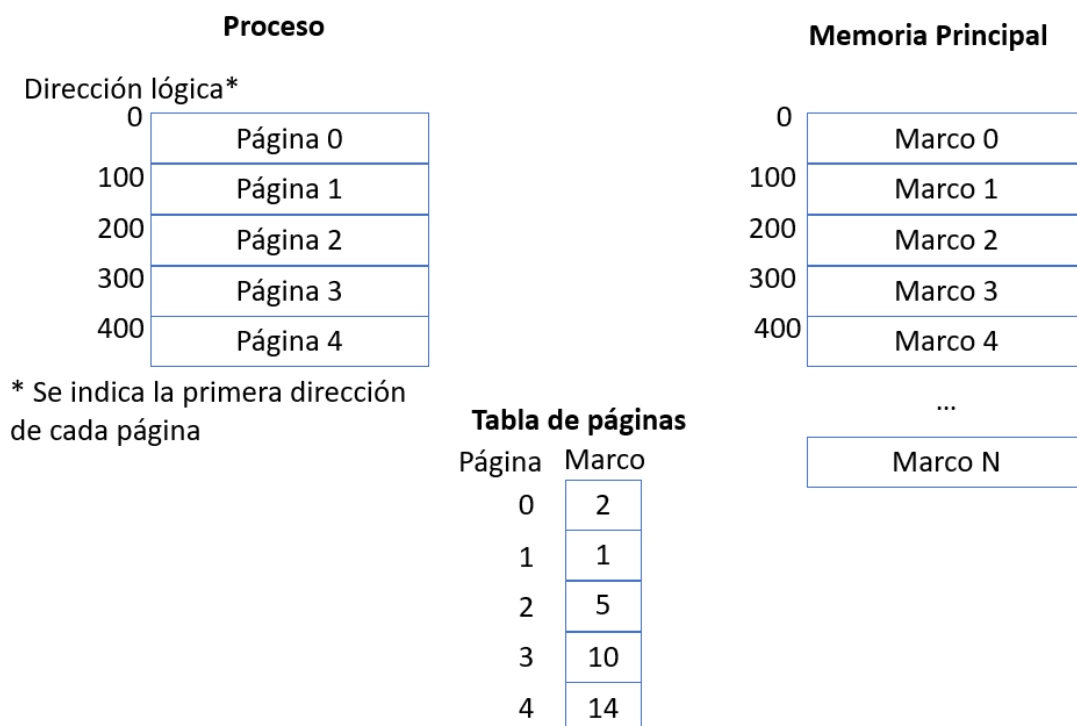 Proceso
Dirección lógica*
0
Página 0
100
Página 1
200
Página 2
300
Página 3
400
Página 4
* Se indica la primera dirección
de cada página
Memoria Principal
0
Marco 0
100
Marco 1
200
Marco 2
300
Marco 3
400
Marco 4
...
Marco N
Tabla de páginas
Página Marco
0 2
1 1
2 5
3 10
4 14